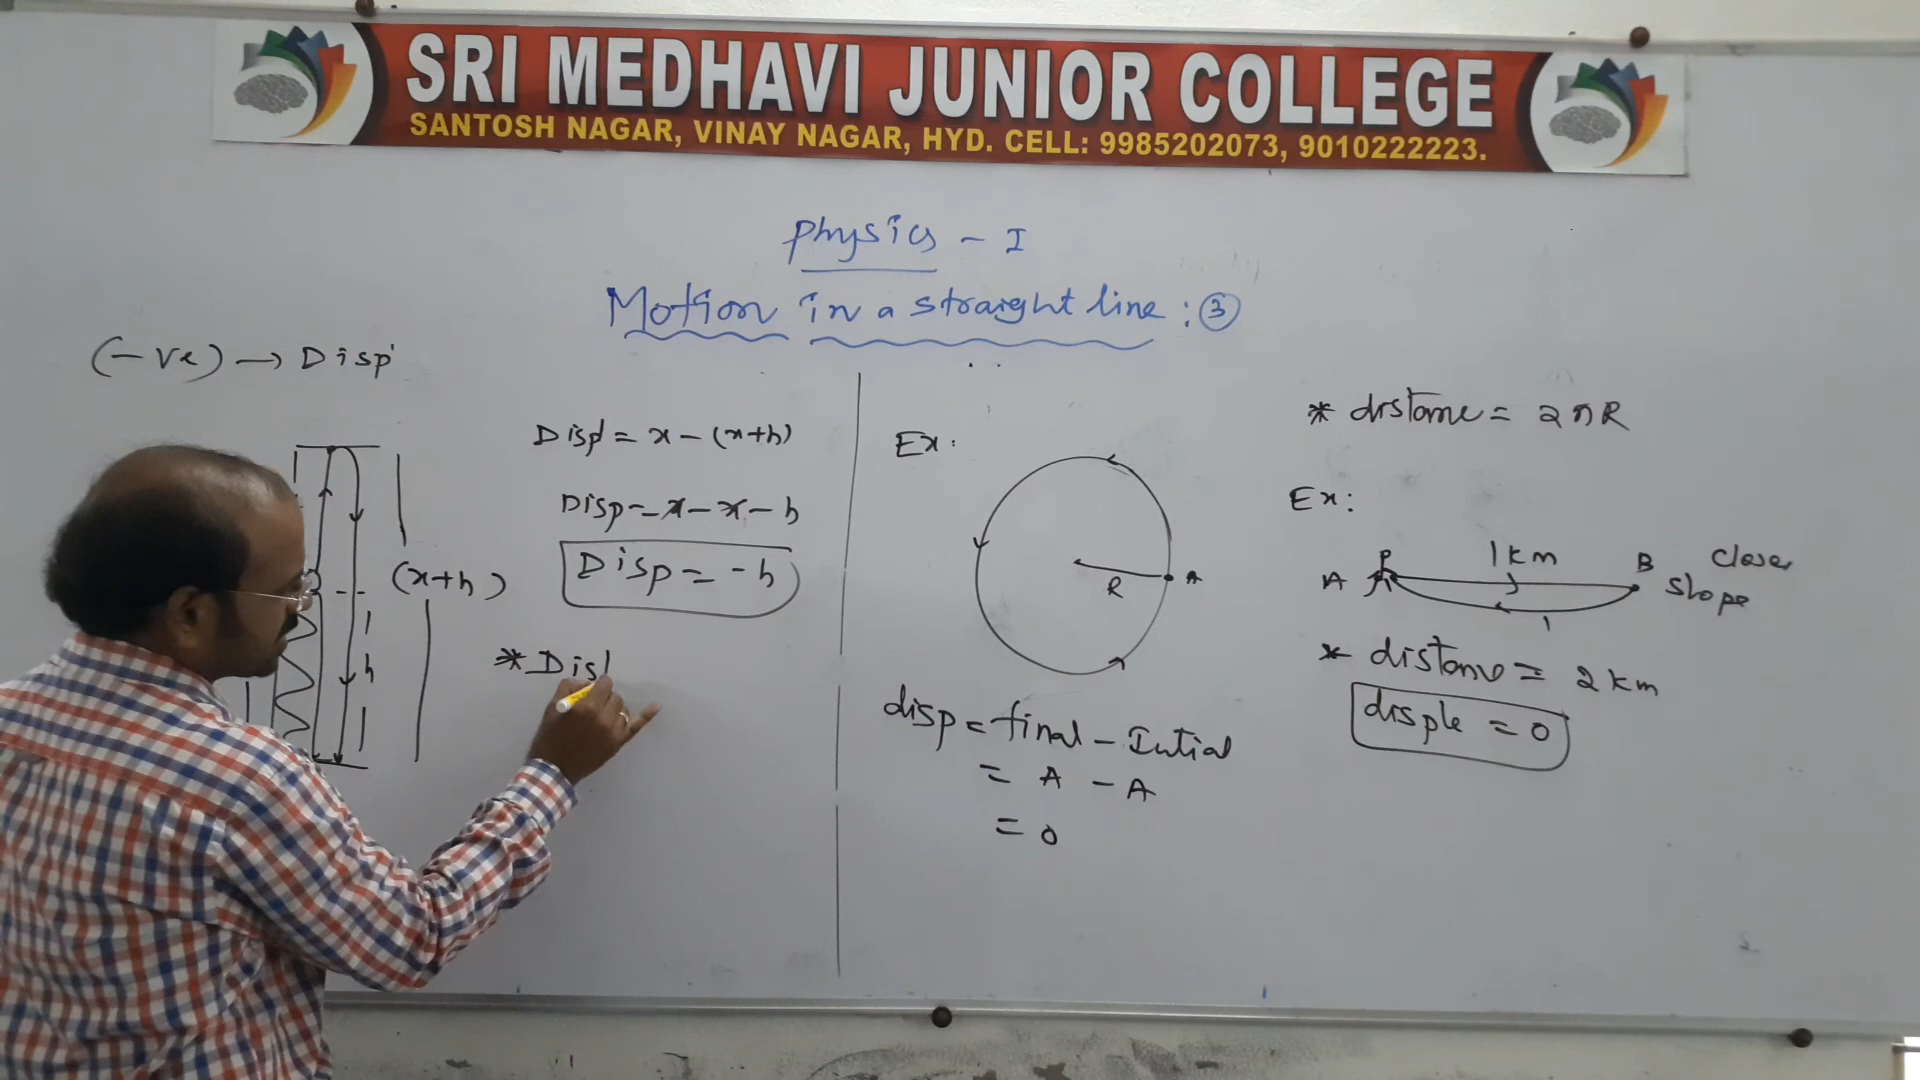 SRI MEDHAVI JUNIOR COLLEGE
SANTOSH NAGAR, VINAY NAGAR, HYD. CELL: 9985202073, 9010222223.
Physics - I
Motion in a straight line : 3
(-ve) → Disp
(x+h)
h
Disp = x - (x+h)
Disp = x - x - h
Disp = -h
* Disp
Ex:
R
A
disp = final - Intial
= A - A
= 0
* distance = 2πR
Ex:
A
P
1 km
B
close
slope
* distance = 2 km
disple = 0